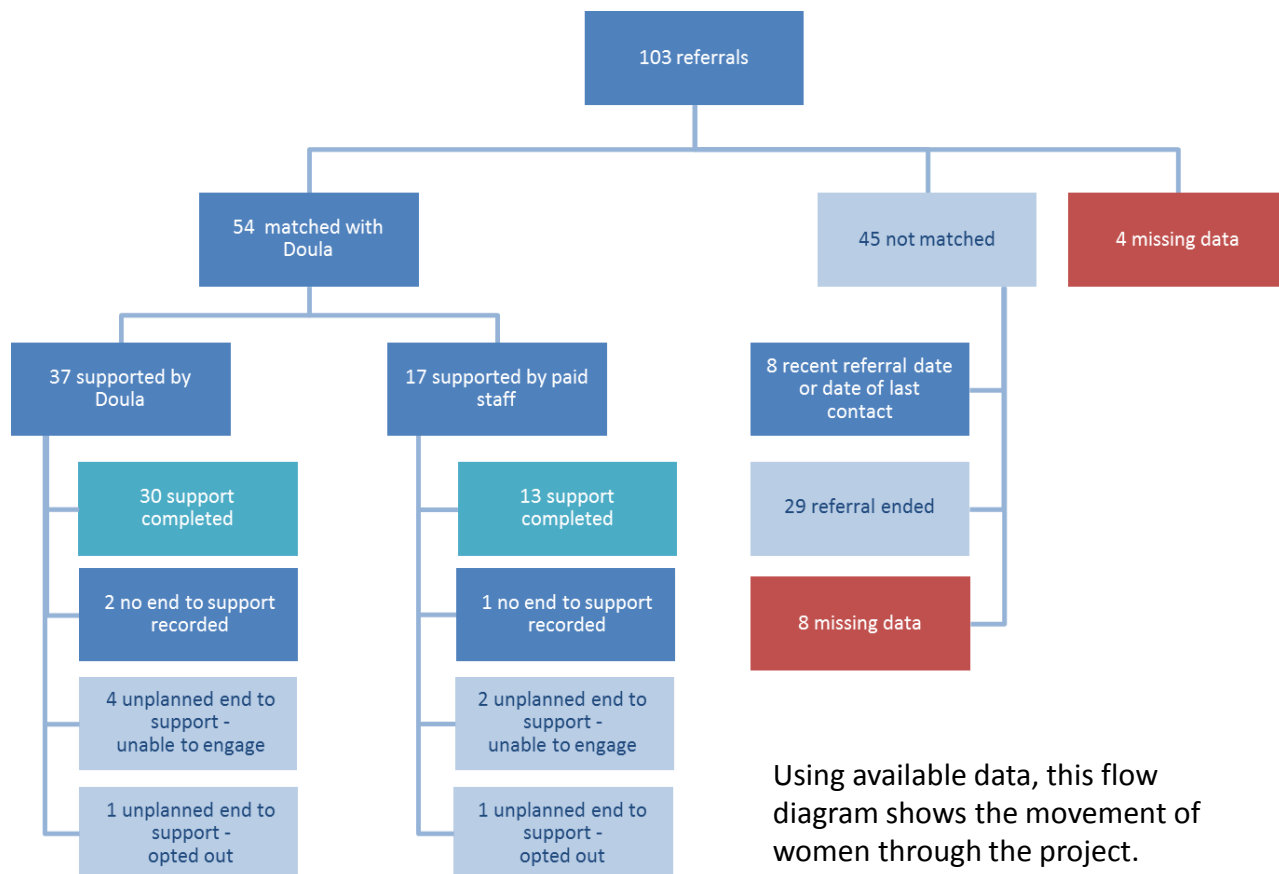 103 referrals
54 matched with
Doula
45 not matched
4 missing data
37 supported by
Doula
17 supported by paid
staff
8 recent referral date
or date of last
contact
30 support
completed
13 support
completed
29 referral ended
2 no end to support
recorded
1 no end to support
recorded
8 missing data
4 unplanned end to
support -
unable to engage
2 unplanned end to
support -
unable to engage
1 unplanned end to
support -
opted out
1 unplanned end to
support -
opted out
Using available data, this flow
diagram shows the movement of
women through the project.